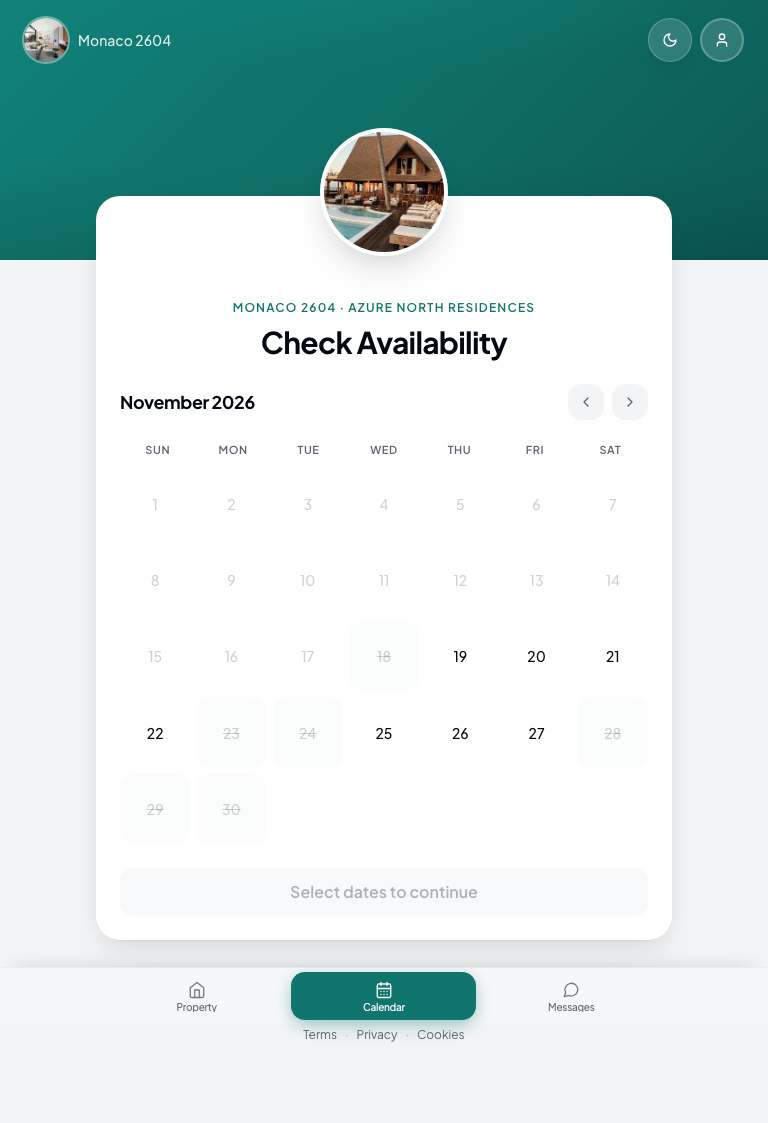 Monaco 2604
MONACO 2604 · AZURE NORTH RESIDENCES
Check Availability
November 2026
SUN MON TUE WED THU FRI SAT
1 2 3 4 5 6 7
8 9 10 11 12 13 14
15 16 17 18 19 20 21
22 23 24 25 26 27 28
29 30
Select dates to continue
Property Calendar Messages
Terms · Privacy · Cookies